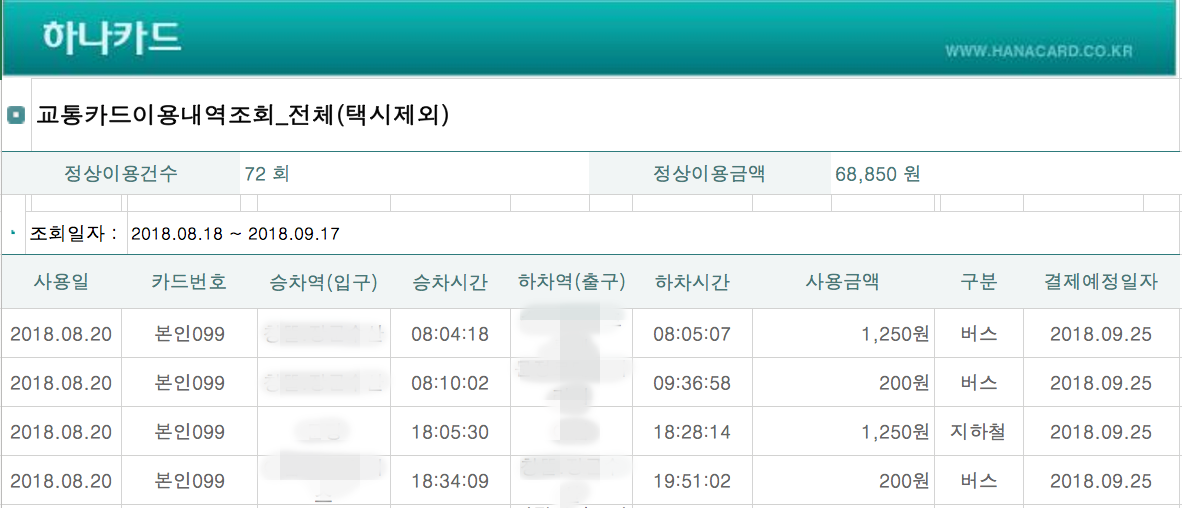 하나카드
WWW.HANACARD.CO.KR
교통카드이용내역조회_전체(택시제외)
정상이용건수 72 회 정상이용금액 68,850 원
조회일자 : 2018.08.18 ~ 2018.09.17
사용일 카드번호 승차역(입구) 승차시간 하차역(출구) 하차시간 사용금액 구분 결제예정일자
2018.08.20 본인099 08:04:18 08:05:07 1,250원 버스 2018.09.25
2018.08.20 본인099 08:10:02 09:36:58 200원 버스 2018.09.25
2018.08.20 본인099 18:05:30 18:28:14 1,250원 지하철 2018.09.25
2018.08.20 본인099 18:34:09 19:51:02 200원 버스 2018.09.25